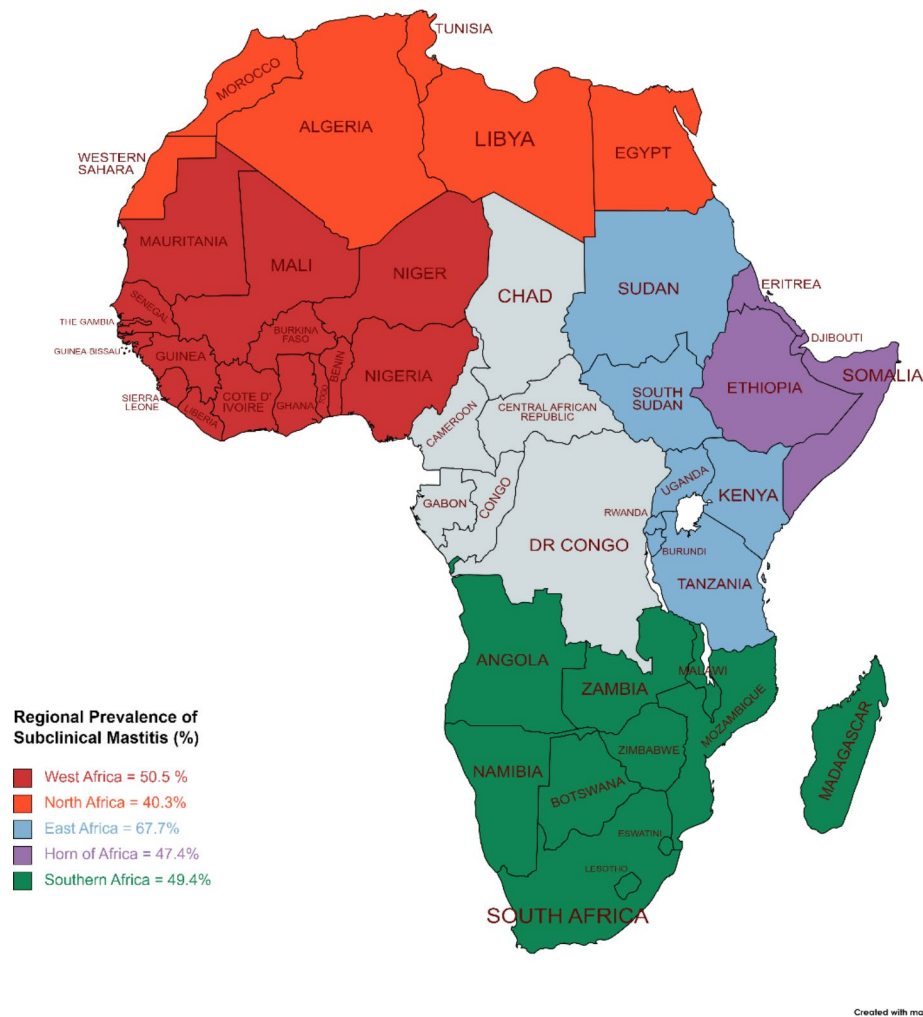 TUNISIA
MOROCCO
ALGERIA
LIBYA
EGYPT
WESTERN
SAHARA
MAURITANIA
MALI
NIGER
CHAD
SUDAN
ERITREA
SENEGAL
THE GAMBIA
BURKINA
FASO
DJIBOUTI
GUINEA BISSAU
GUINEA
BENIN
NIGERIA
SOMALIA
ETHIOPIA
SOUTH
SUDAN
SIERRA
LEONE
LIBERIA
COTE D'
IVOIRE
GHANA
TOGO
CENTRAL AFRICAN
REPUBLIC
CAMEROON
UGANDA
KENYA
GABON
CONGO
RWANDA
DR CONGO
BURUNDI
TANZANIA
ANGOLA
ZAMBIA
MALAWI
MOZAMBIQUE
MADAGASCAR
ZIMBABWE
NAMIBIA
BOTSWANA
ESWATINI
LESOTHO
SOUTH AFRICA
Regional Prevalence of
Subclinical Mastitis (%)
West Africa = 50.5 %
North Africa = 40.3%
East Africa = 67.7%
Horn of Africa = 47.4%
Southern Africa = 49.4%
Created with